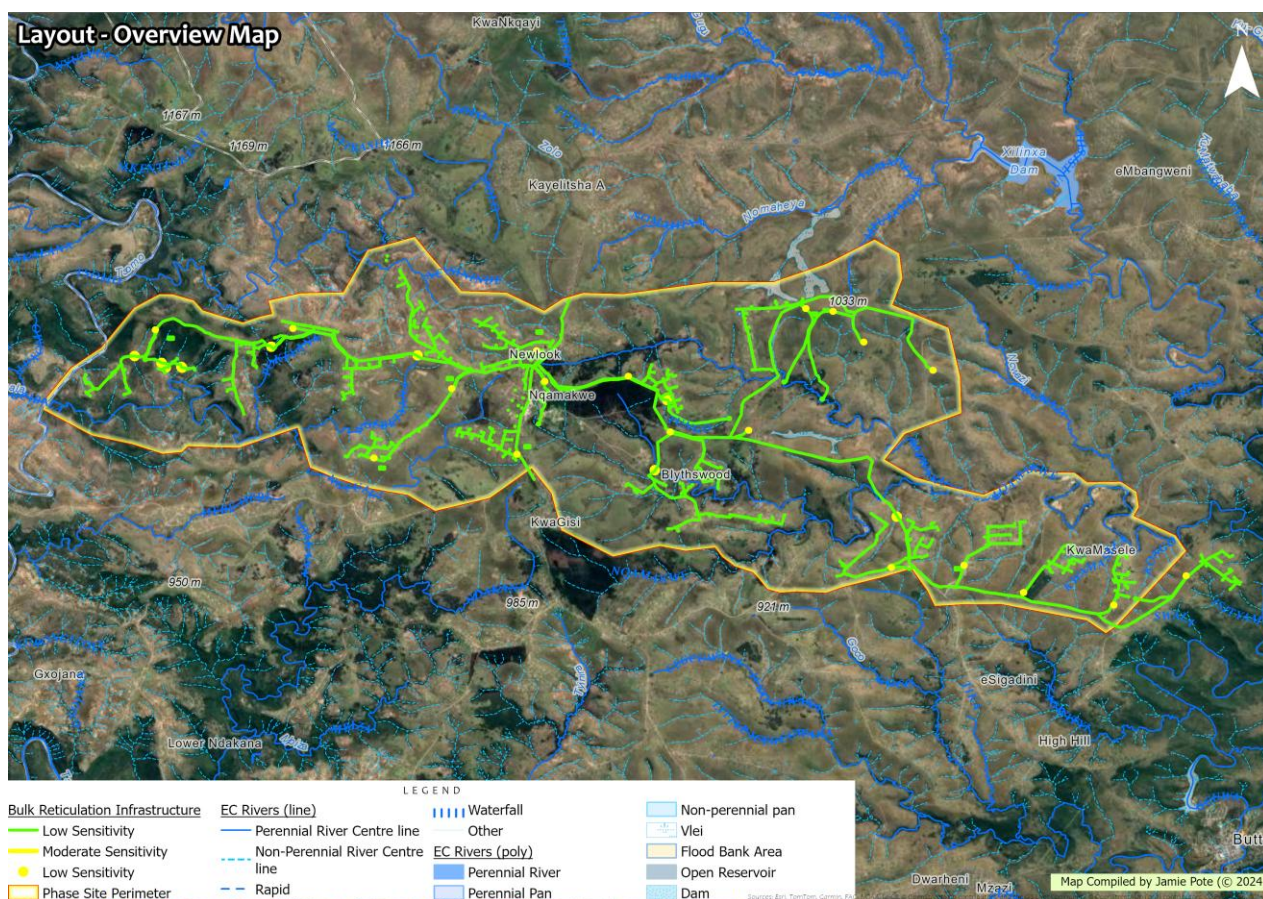 Layout - Overview Map
KwaNkqayi
N
1167 m
1169 m
1166 m
Zolo
Xilinxa
Dam
eMbangweni
Kayelitsha A
Nomaheya
Tsomo
1033 m
Newlook
Nqamakwe
Blythswood
KwaGisi
KwaMasele
950 m
985 m
921 m
Goco
Gxojana
eSigadini
Lower Ndakana
High Hill
Butt
Dwarheni
Mzazi
LEGEND
Bulk Reticulation Infrastructure
Low Sensitivity
Moderate Sensitivity
Low Sensitivity
Phase Site Perimeter
EC Rivers (line)
Perennial River Centre line
Non-Perennial River Centre
line
Rapid
Waterfall
Other
EC Rivers (poly)
Perennial River
Perennial Pan
Non-perennial pan
Vlei
Flood Bank Area
Open Reservoir
Dam
Map Compiled by Jamie Pote (© 2024